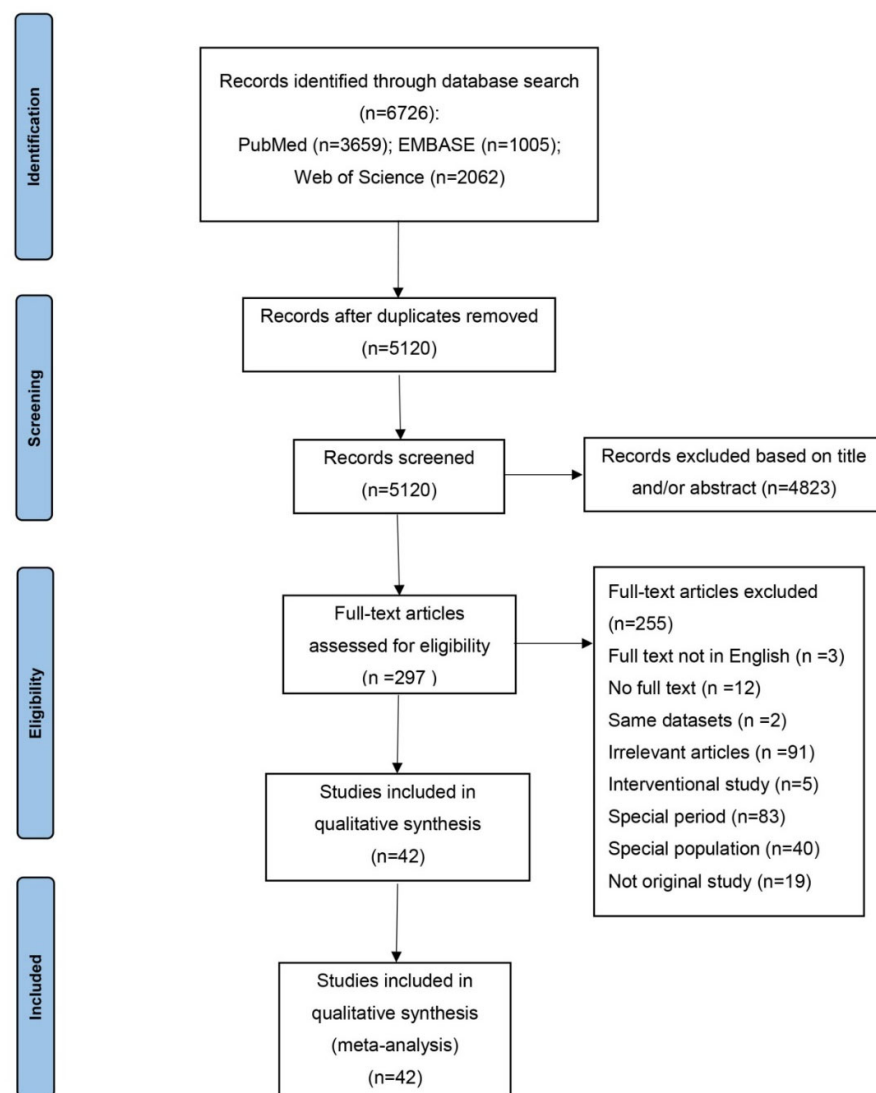 Identification
Records identified through database search
(n=6726):
PubMed (n=3659); EMBASE (n=1005);
Web of Science (n=2062)
Screening
Records after duplicates removed
(n=5120)
Records screened
(n=5120)
Records excluded based on title
and/or abstract (n=4823)
Eligibility
Full-text articles
assessed for eligibility
(n =297 )
Full-text articles excluded
(n=255)
Full text not in English (n =3)
No full text (n =12)
Same datasets (n =2)
Irrelevant articles (n =91)
Interventional study (n=5)
Special period (n=83)
Special population (n=40)
Not original study (n=19)
Studies included in
qualitative synthesis
(n=42)
Included
Studies included in
qualitative synthesis
(meta-analysis)
(n=42)